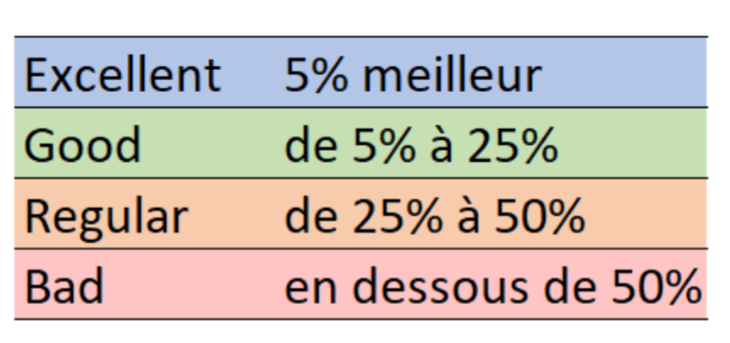 Excellent 5% meilleur
Good de 5% à 25%
Regular de 25% à 50%
Bad en dessous de 50%